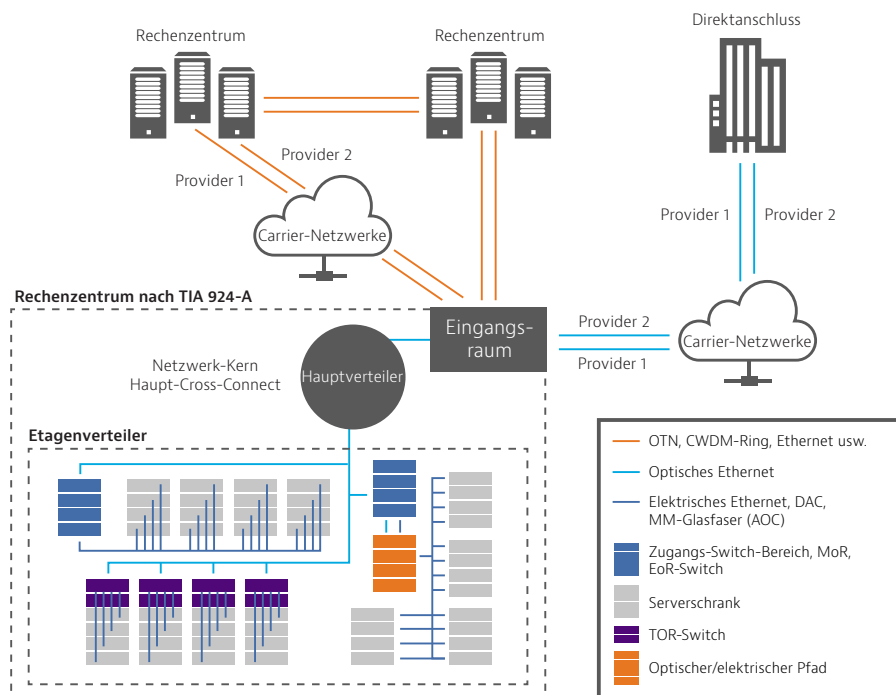 Rechenzentrum
Rechenzentrum
Direktanschluss
Provider 2
Provider 1
Carrier-Netzwerke
Provider 1
Provider 2
Rechenzentrum nach TIA 924-A
Eingangs-
raum
Provider 2
Provider 1
Carrier-Netzwerke
Netzwerk-Kern
Haupt-Cross-Connect
Hauptverteiler
Etagenverteiler
OTN, CWDM-Ring, Ethernet usw.
Optisches Ethernet
Elektrisches Ethernet, DAC,
MM-Glasfaser (AOC)
Zugangs-Switch-Bereich, MoR,
EoR-Switch
Serverschrank
TOR-Switch
Optischer/elektrischer Pfad